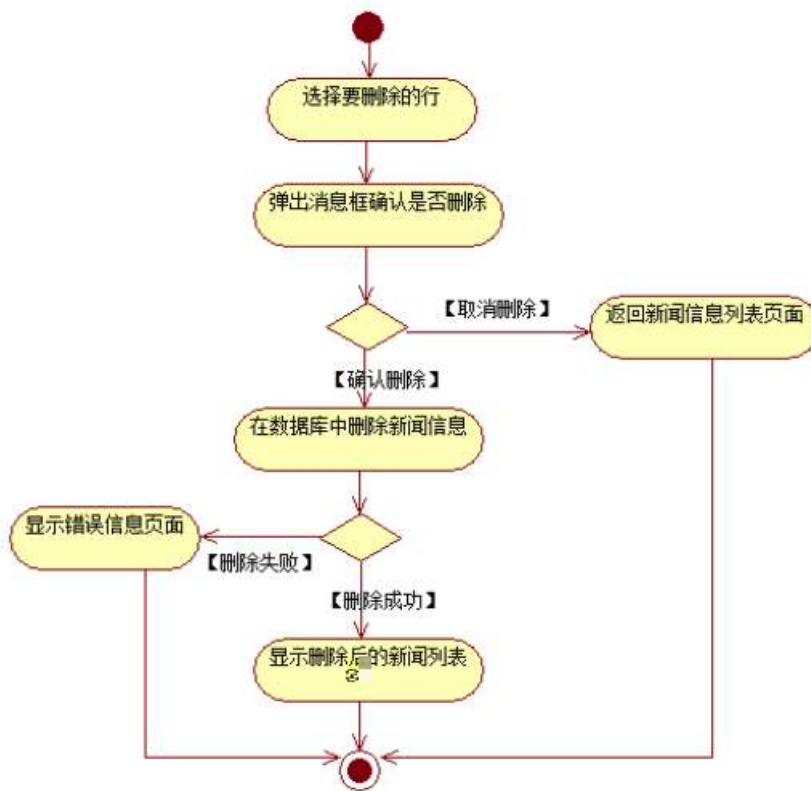 选择要删除的行
弹出消息框确认是否删除
【取消删除】
返回新闻信息列表页面
【确认删除】
在数据库中删除新闻信息
显示错误信息页面
【删除失败】
【删除成功】
显示删除后的新闻列表